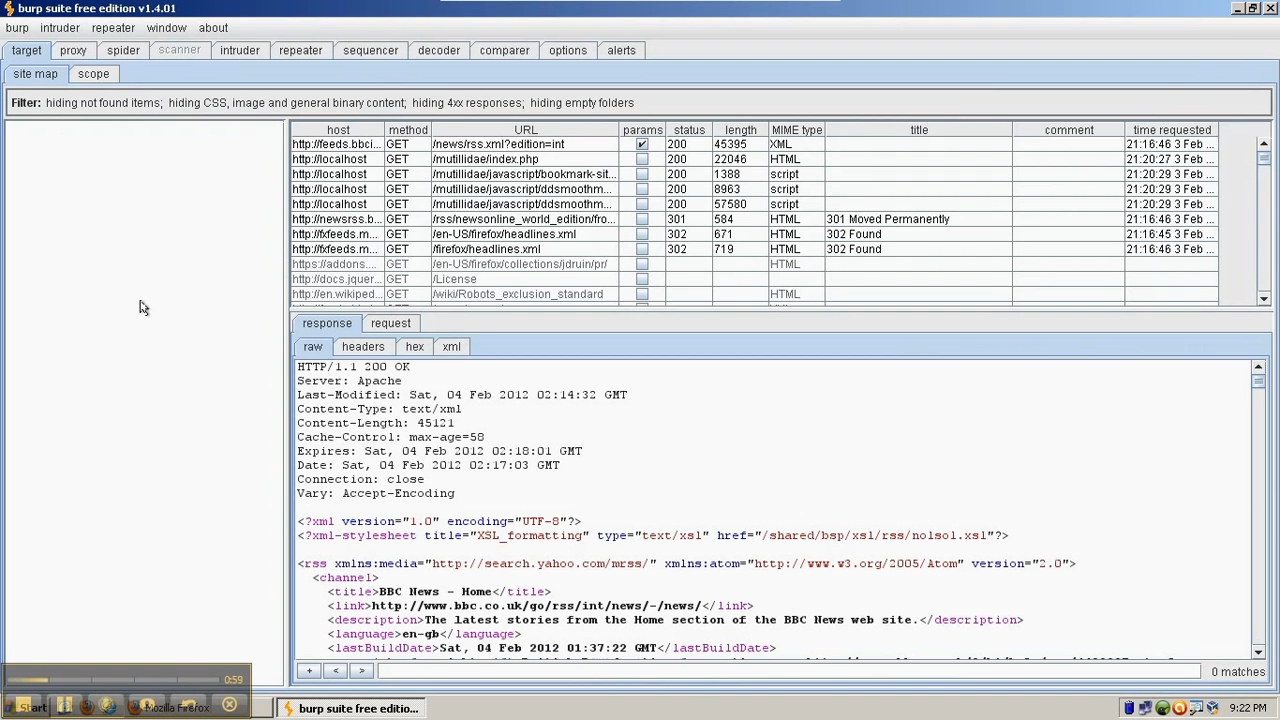 burp suite free edition v1.4.01
burp intruder repeater window about
target proxy spider scanner intruder repeater sequencer decoder comparer options alerts
site map scope
Filter: hiding not found items; hiding CSS, image and general binary content; hiding 4xx responses; hiding empty folders
host method URL params status length MIME type title comment time requested
http://feeds.bbci... GET /news/rss.xml?edition=int 200 45395 XML 21:16:45 3 Feb ...
http://localhost GET /mutillidae/index.php 200 22046 HTML 21:20:27 3 Feb ...
http://localhost GET /mutillidae/javascript/bookmark-sit... 200 1388 script 21:20:29 3 Feb ...
http://localhost GET /mutillidae/javascript/ddsmoothm... 200 8963 script 21:20:29 3 Feb ...
http://localhost GET /mutillidae/javascript/ddsmoothm... 200 57580 script 21:20:29 3 Feb ...
http://newsrss.b... GET /rss/newsonline_world_edition/fro... 301 584 HTML 301 Moved Permanently 21:16:46 3 Feb ...
http://fxfeeds.m... GET /en-US/firefox/headlines.xml 302 671 HTML 302 Found 21:16:46 3 Feb ...
http://fxfeeds.m... GET /firefox/headlines.xml 302 719 HTML 302 Found 21:16:45 3 Feb ...
https://addons.... GET /en-US/firefox/collections/jdruin/pr/ HTML
http://docs.jquer... GET /License
http://en.wikiped... GET /wiki/Robots_exclusion_standard HTML
response request
raw headers hex xml
HTTP/1.1 200 OK
Server: Apache
Last-Modified: Sat, 04 Feb 2012 02:14:32 GMT
Content-Type: text/xml
Content-Length: 45121
Cache-Control: max-age=58
Expires: Sat, 04 Feb 2012 02:18:01 GMT
Date: Sat, 04 Feb 2012 02:17:03 GMT
Connection: close
Vary: Accept-Encoding
<?xml version="1.0" encoding="UTF-8"?>
<?xml-stylesheet title="XSL_formatting" type="text/xsl" href="/shared/bsp/xsl/rss/nolsol.xsl"?>
<rss xmlns:media="http://search.yahoo.com/mrss/" xmlns:atom="http://www.w3.org/2005/Atom" version="2.0">
<channel>
<title>BBC News - Home</title>
<link>http://www.bbc.co.uk/go/rss/int/news/-/news/</link>
<description>The latest stories from the Home section of the BBC News web site.</description>
<language>en-gb</language>
<lastBuildDate>Sat, 04 Feb 2012 01:37:22 GMT</lastBuildDate>
+ < > 0 matches
0:59
Start Mozilla Firefox burp suite free editio... 9:22 PM